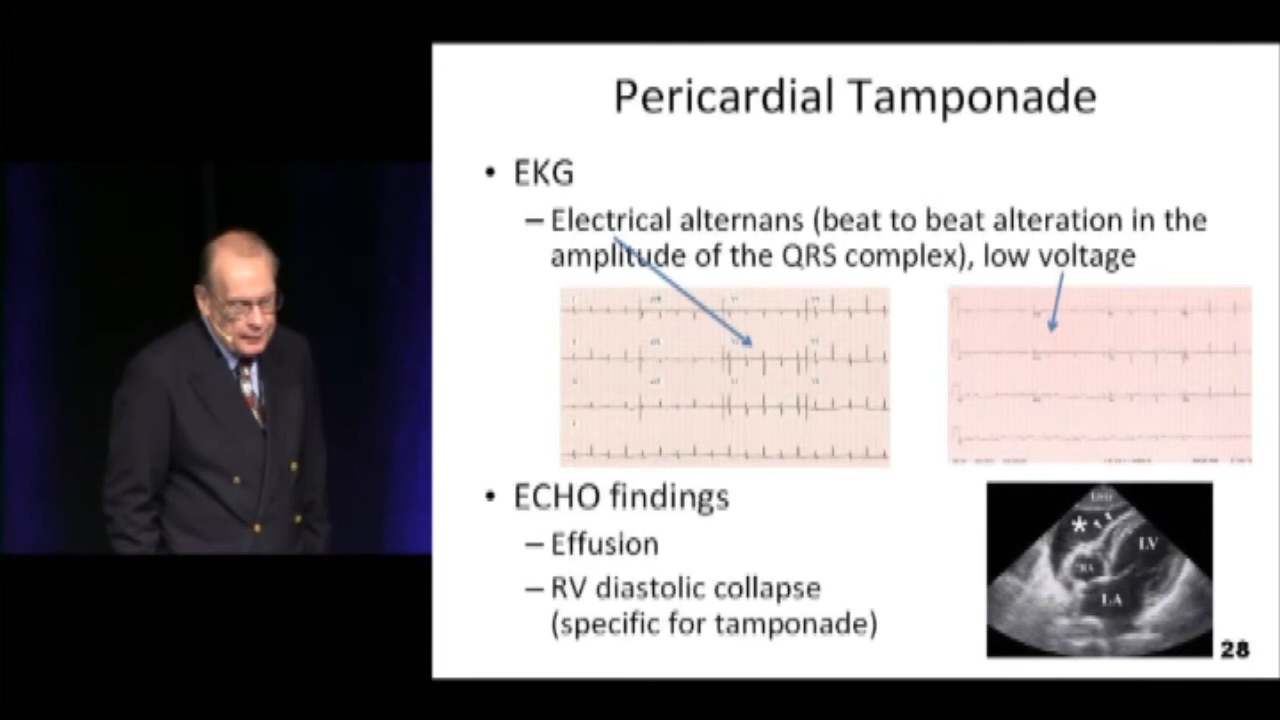 Pericardial Tamponade
• EKG
– Electrical alternans (beat to beat alteration in the
amplitude of the QRS complex), low voltage
• ECHO findings
– Effusion
– RV diastolic collapse
(specific for tamponade)
*
LV
LA
28